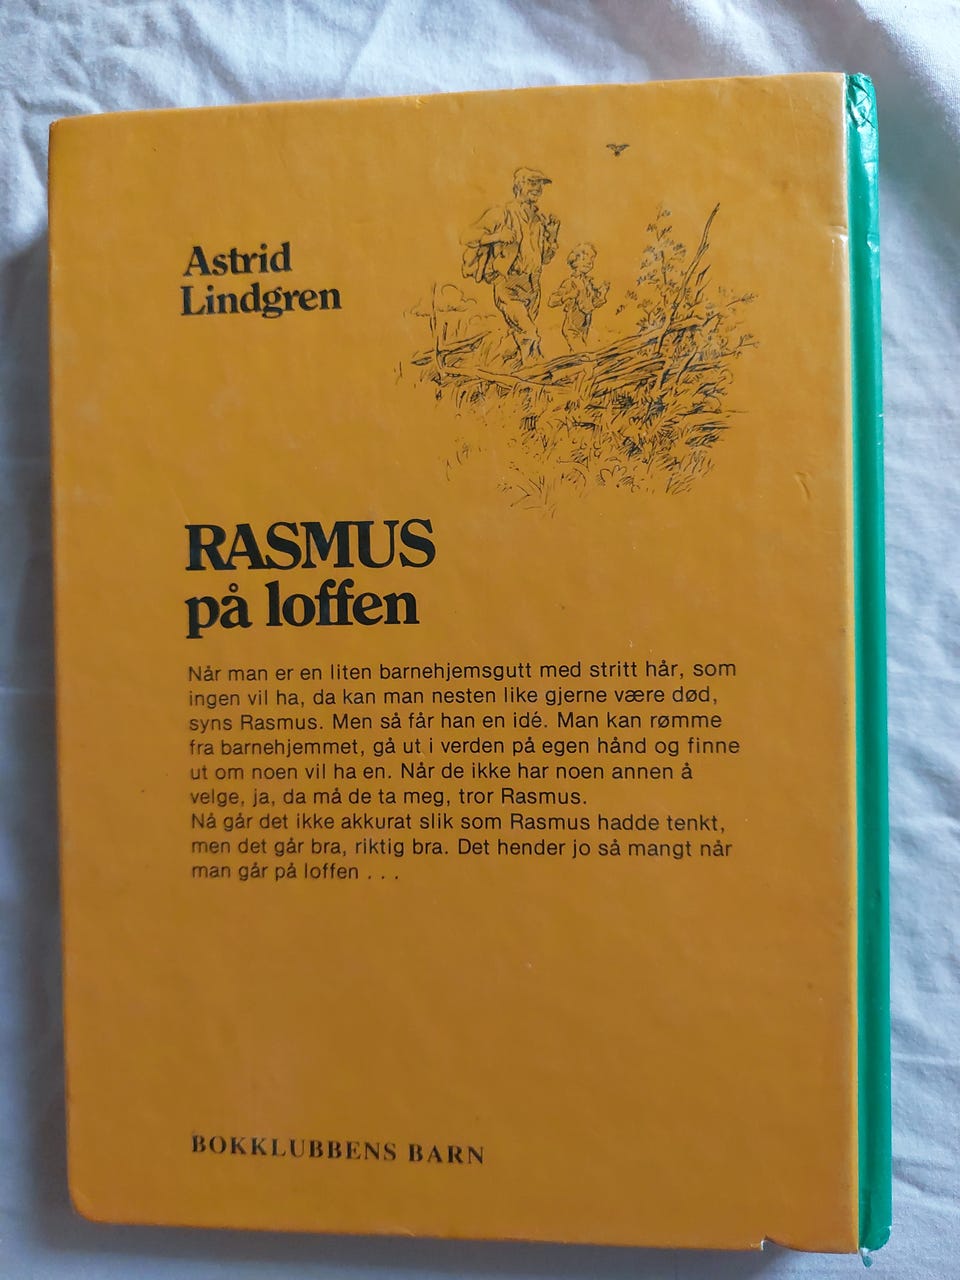 Astrid
Lindgren
RASMUS
på loffen
Når man er en liten barnehjemsgutt med stritt hår, som
ingen vil ha, da kan man nesten like gjerne være død,
syns Rasmus. Men så får han en idé. Man kan rømme
fra barnehjemmet, gå ut i verden på egen hånd og finne
ut om noen vil ha en. Når de ikke har noen annen å
velge, ja, da må de ta meg, tror Rasmus.
Nå går det ikke akkurat slik som Rasmus hadde tenkt,
men det går bra, riktig bra. Det hender jo så mangt når
man går på loffen . . .
BOKKLUBBENS BARN